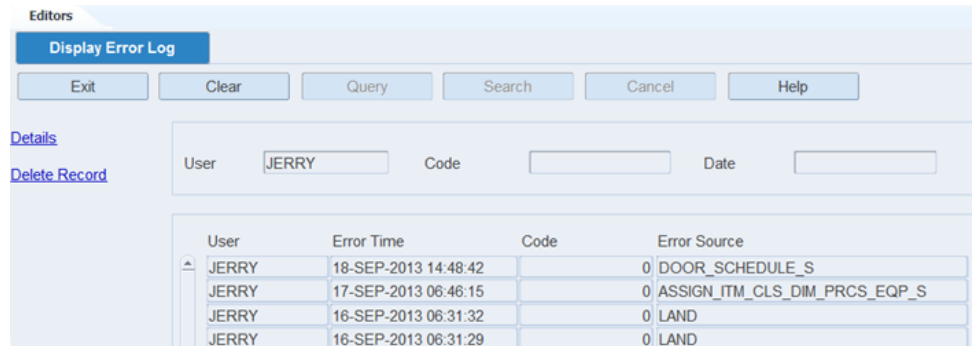 Editors
Display Error Log
Exit Clear Query Search Cancel Help
Details
User JERRY Code Date
Delete Record
User Error Time Code Error Source
JERRY 18-SEP-2013 14:48:42 0 DOOR_SCHEDULE_S
JERRY 17-SEP-2013 06:46:15 0 ASSIGN_ITM_CLS_DIM_PRCS_EQP_S
JERRY 16-SEP-2013 06:31:32 0 LAND
JERRY 16-SEP-2013 06:31:29 0 LAND